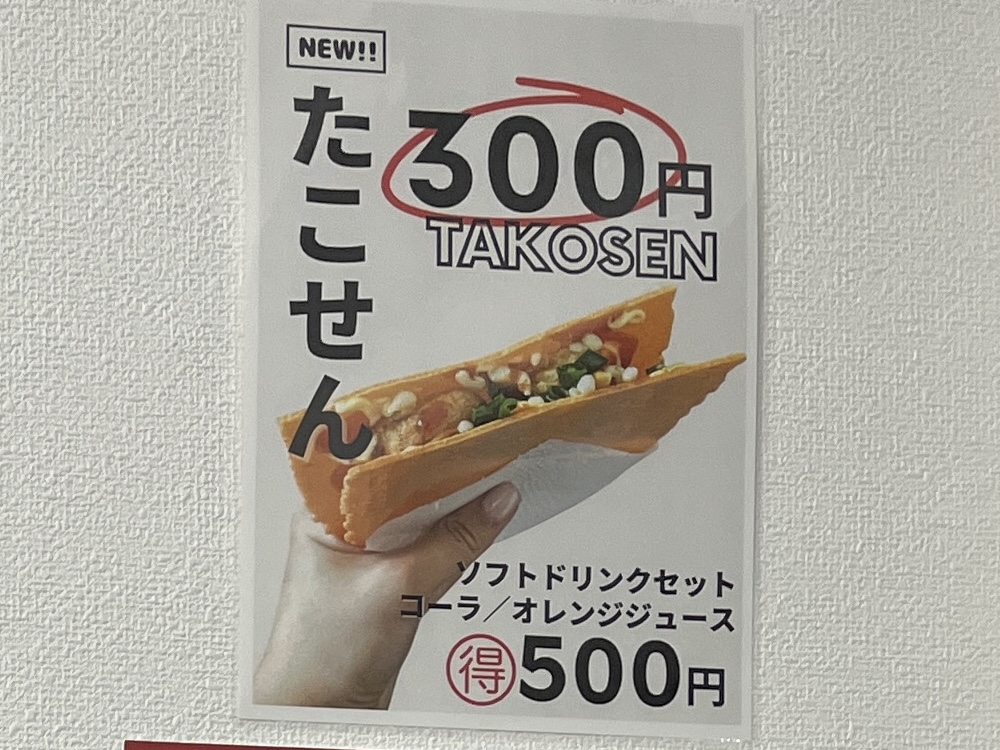 NEW!!
たこせん
300円
TAKOSEN
ソフトドリンクセット
コーラ／オレンジジュース
得500円